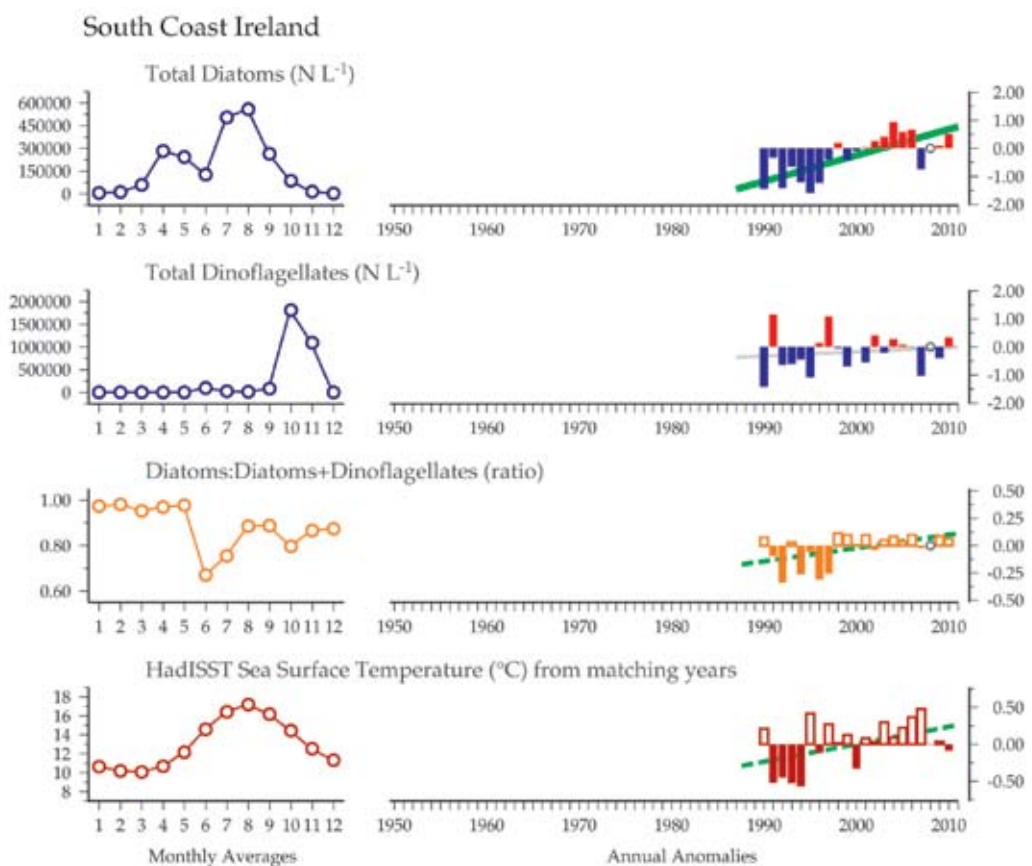 South Coast Ireland
Total Diatoms (N L⁻¹)
600000
450000
300000
150000
0
2.00
1.00
0.00
-1.00
-2.00
1 2 3 4 5 6 7 8 9 10 11 12
1950 1960 1970 1980 1990 2000 2010
Total Dinoflagellates (N L⁻¹)
2000000
1500000
1000000
500000
0
2.00
1.00
0.00
-1.00
-2.00
1 2 3 4 5 6 7 8 9 10 11 12
1950 1960 1970 1980 1990 2000 2010
Diatoms:Diatoms+Dinoflagellates (ratio)
1.00
0.80
0.60
0.50
0.25
0.00
-0.25
-0.50
1 2 3 4 5 6 7 8 9 10 11 12
1950 1960 1970 1980 1990 2000 2010
HadISST Sea Surface Temperature (°C) from matching years
18
16
14
12
10
8
0.50
0.00
-0.50
1 2 3 4 5 6 7 8 9 10 11 12
1950 1960 1970 1980 1990 2000 2010
Monthly Averages
Annual Anomalies